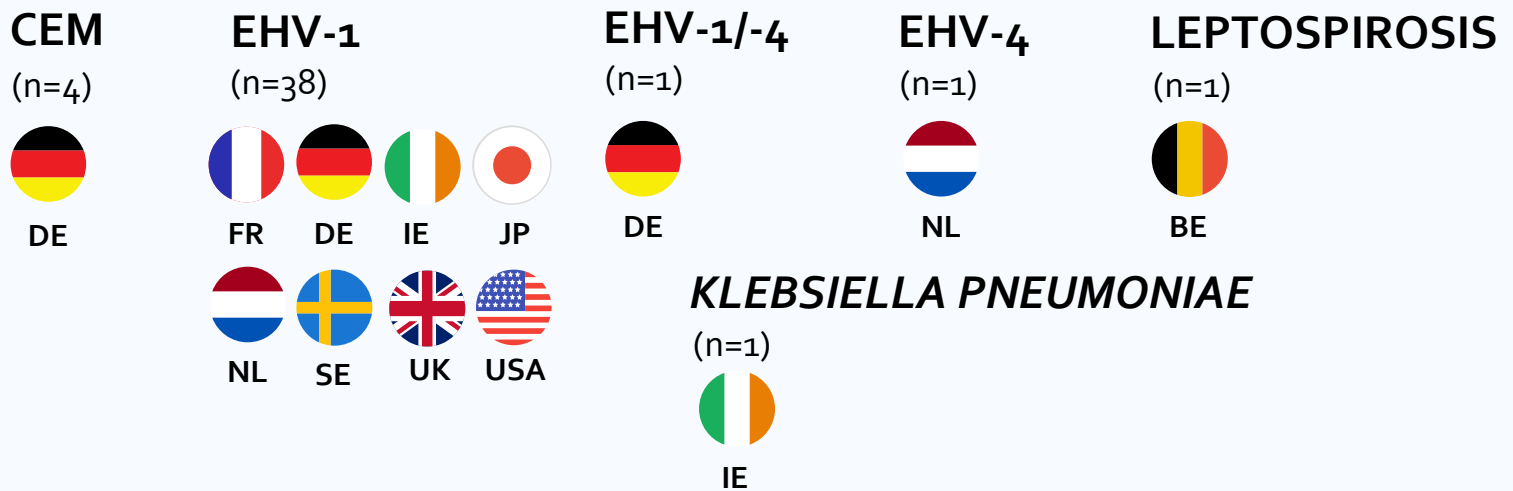 CEM
(n=4)
DE
EHV-1
(n=38)
FR DE IE JP
NL SE UK USA
EHV-1/-4
(n=1)
DE
EHV-4
(n=1)
NL
LEPTOSPIROSIS
(n=1)
BE
KLEBSIELLA PNEUMONIAE
(n=1)
IE